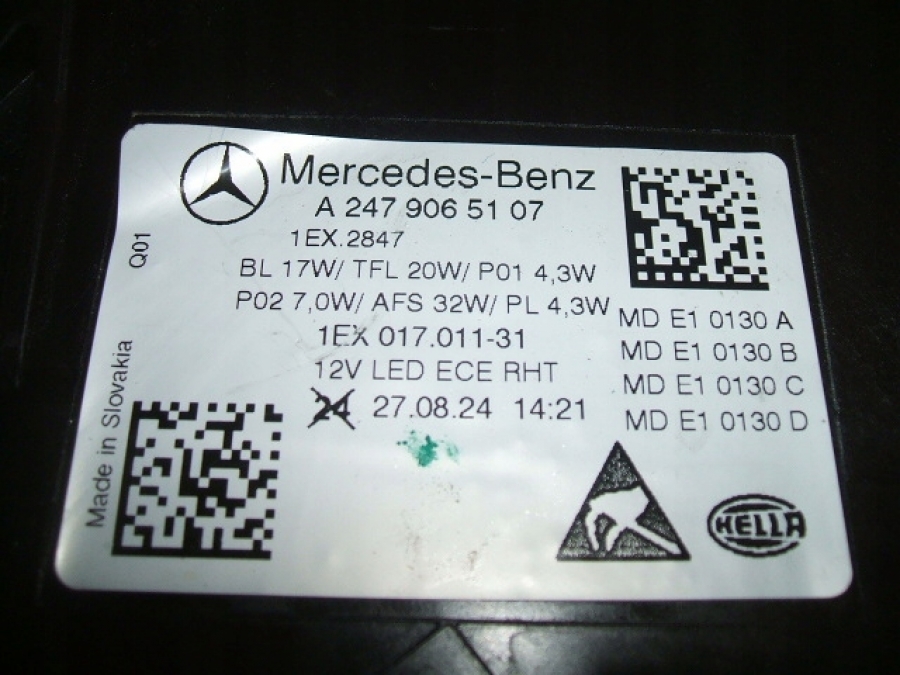 Mercedes-Benz
A 247 906 51 07
1EX.2847
BL 17W/ TFL 20W/ P01 4,3W
P02 7,0W/ AFS 32W/ PL 4,3W
1EX 017.011-31
12V LED ECE RHT
24 27.08.24 14:21
MD E1 0130 A
MD E1 0130 B
MD E1 0130 C
MD E1 0130 D
Q01
Made in Slovakia
HELLA